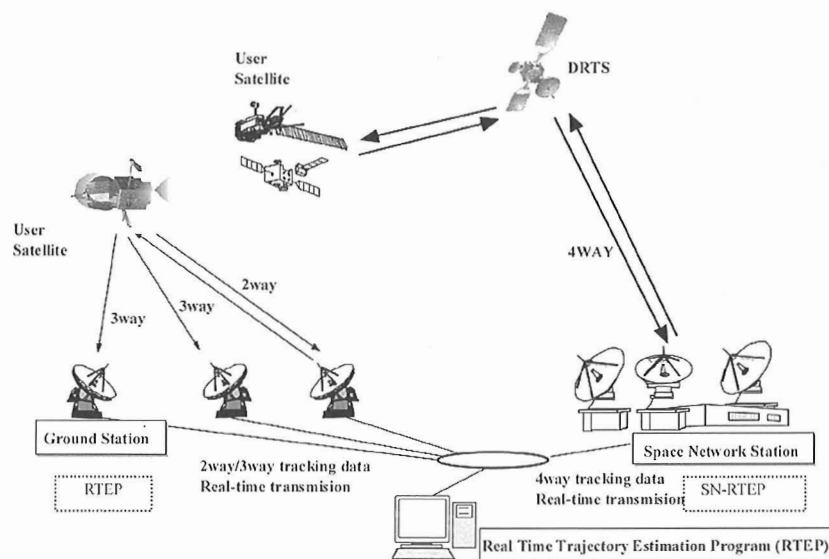 User
Satellite
DRTS
User
Satellite
4WAY
2way
3way
3way
Ground Station
Space Network Station
2way/3way tracking data
Real-time transmision
4way tracking data
Real-time transmision
RTEP
SN-RTEP
Real Time Trajectory Estimation Program (RTEP)